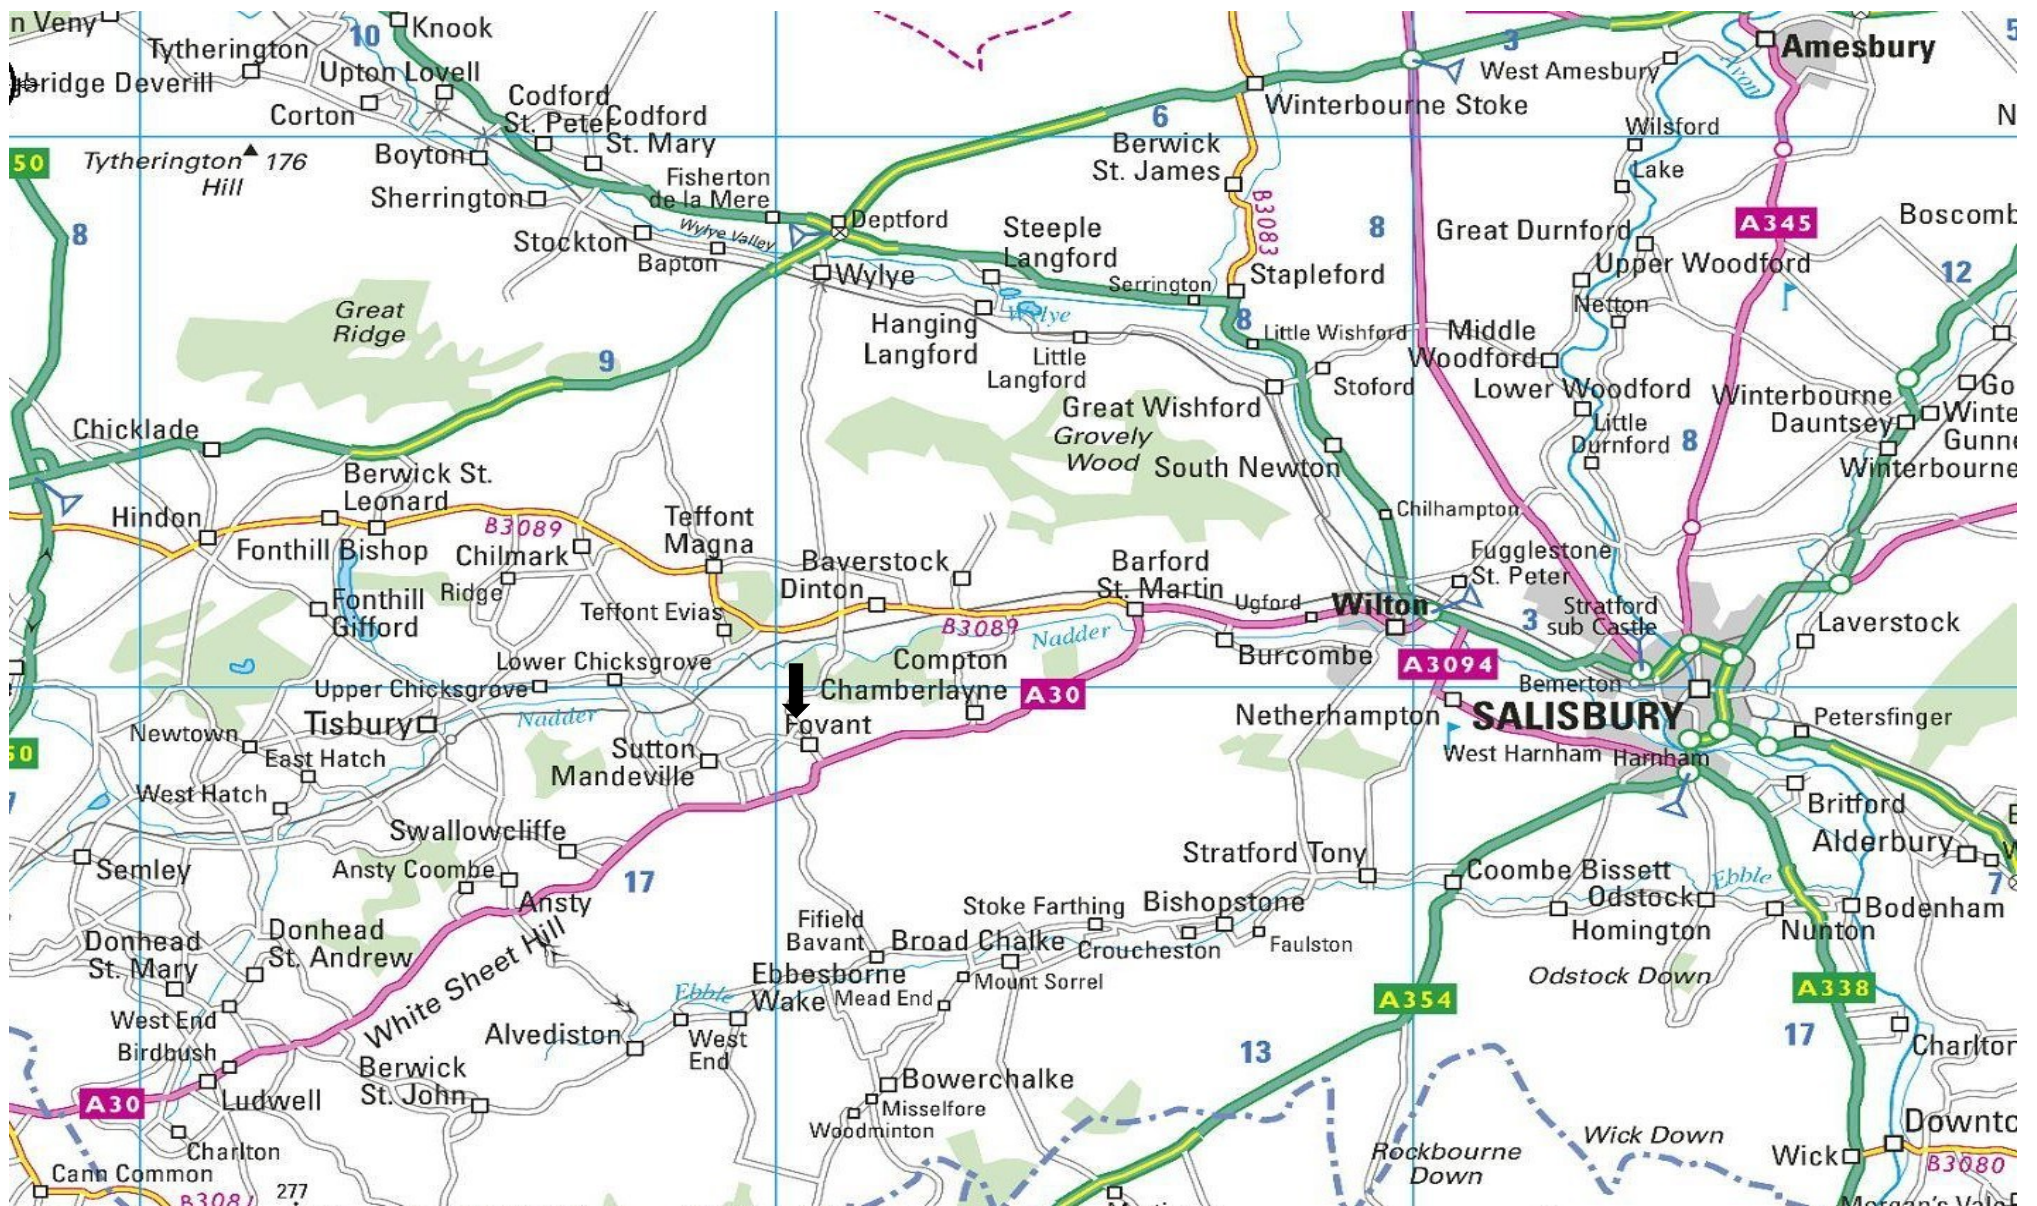 n Veny
Knook
10
Tytherington
Upton Lovell
bridge Deverill
Corton
Codford
St. Peter
Codford
St. Mary
Boyton
Tytherington 176
Hill
Sherrington
Fisherton
de la Mere
Stockton
Wylye Valley
Bapton
Deptford
Wylye
50
8
6
3
Amesbury
West Amesbury
Avon
Winterbourne Stoke
Berwick
St. James
B3083
Wilsford
Lake
8
A345
Boscomb
Great Durnford
Upper Woodford
12
Netton
Steeple
Langford
Serrington
Stapleford
8
Wylye
Hanging
Langford
Little
Langford
Little Wishford
Stoford
Middle
Woodford
Lower Woodford
Little
Durnford
8
Winterbourne
Dauntsey
Go
Winte
Gunne
Winterbourne
Great
Ridge
9
Great Wishford
Grovely
Wood
South Newton
Chilhampton
Chicklade
Berwick St.
Leonard
Hindon
B3089
Fonthill Bishop
Chilmark
Ridge
Teffont
Magna
Teffont Evias
Fonthill
Gifford
Baverstock
Dinton
B3089
Barford
St. Martin
Ugford
Nadder
Wilton
Fugglestone
St. Peter
3
Stratford
sub Castle
Laverstock
Burcombe
A3094
Bemerton
Netherhampton
SALISBURY
Petersfinger
West Harnham
Harnham
Britford
Alderbury
7
Lower Chicksgrove
Upper Chicksgrove
Compton
Chamberlayne
A30
Tisbury
Nadder
Newtown
East Hatch
West Hatch
Fovant
Sutton
Mandeville
50
7
Semley
Swallowcliffe
Ansty Coombe
Ansty
17
White Sheet Hill
Donhead
St. Mary
Donhead
St. Andrew
West End
Birdbush
A30
Ludwell
Charlton
Cann Common
B3081
277
Berwick
St. John
Alvediston
Ebble
West
End
Ebbesborne
Wake
Fifield
Bavant
Broad Chalke
Stoke Farthing
Bishopstone
Croucheston
Faulston
Mount Sorrel
Mead End
Stratford Tony
Coombe Bissett
Ebble
Odstock
Homington
Nunton
Bodenham
Odstock Down
A354
A338
13
17
Charlton
Bowerchalke
Misselfore
Woodminton
Rockbourne
Down
Wick Down
Wick
Downto
B3080